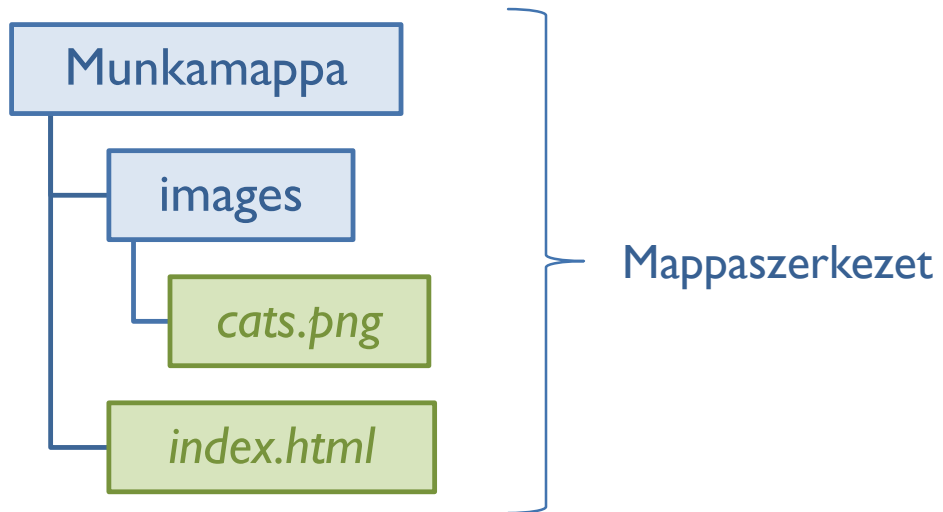 Munkamappa
images
cats.png
index.html
Mappaszerkezet